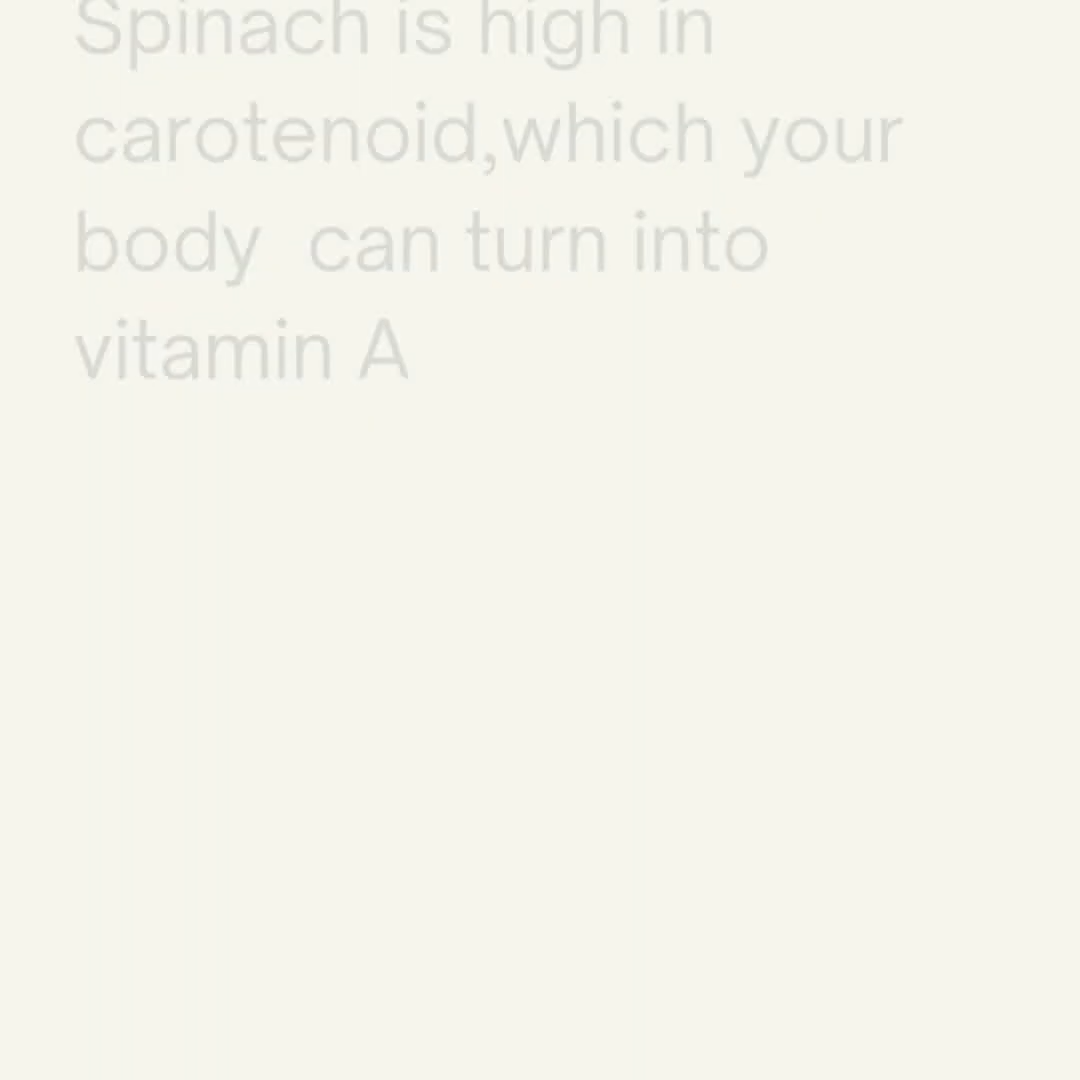 Spinach is high in
carotenoid,which your
body  can turn into
vitamin A